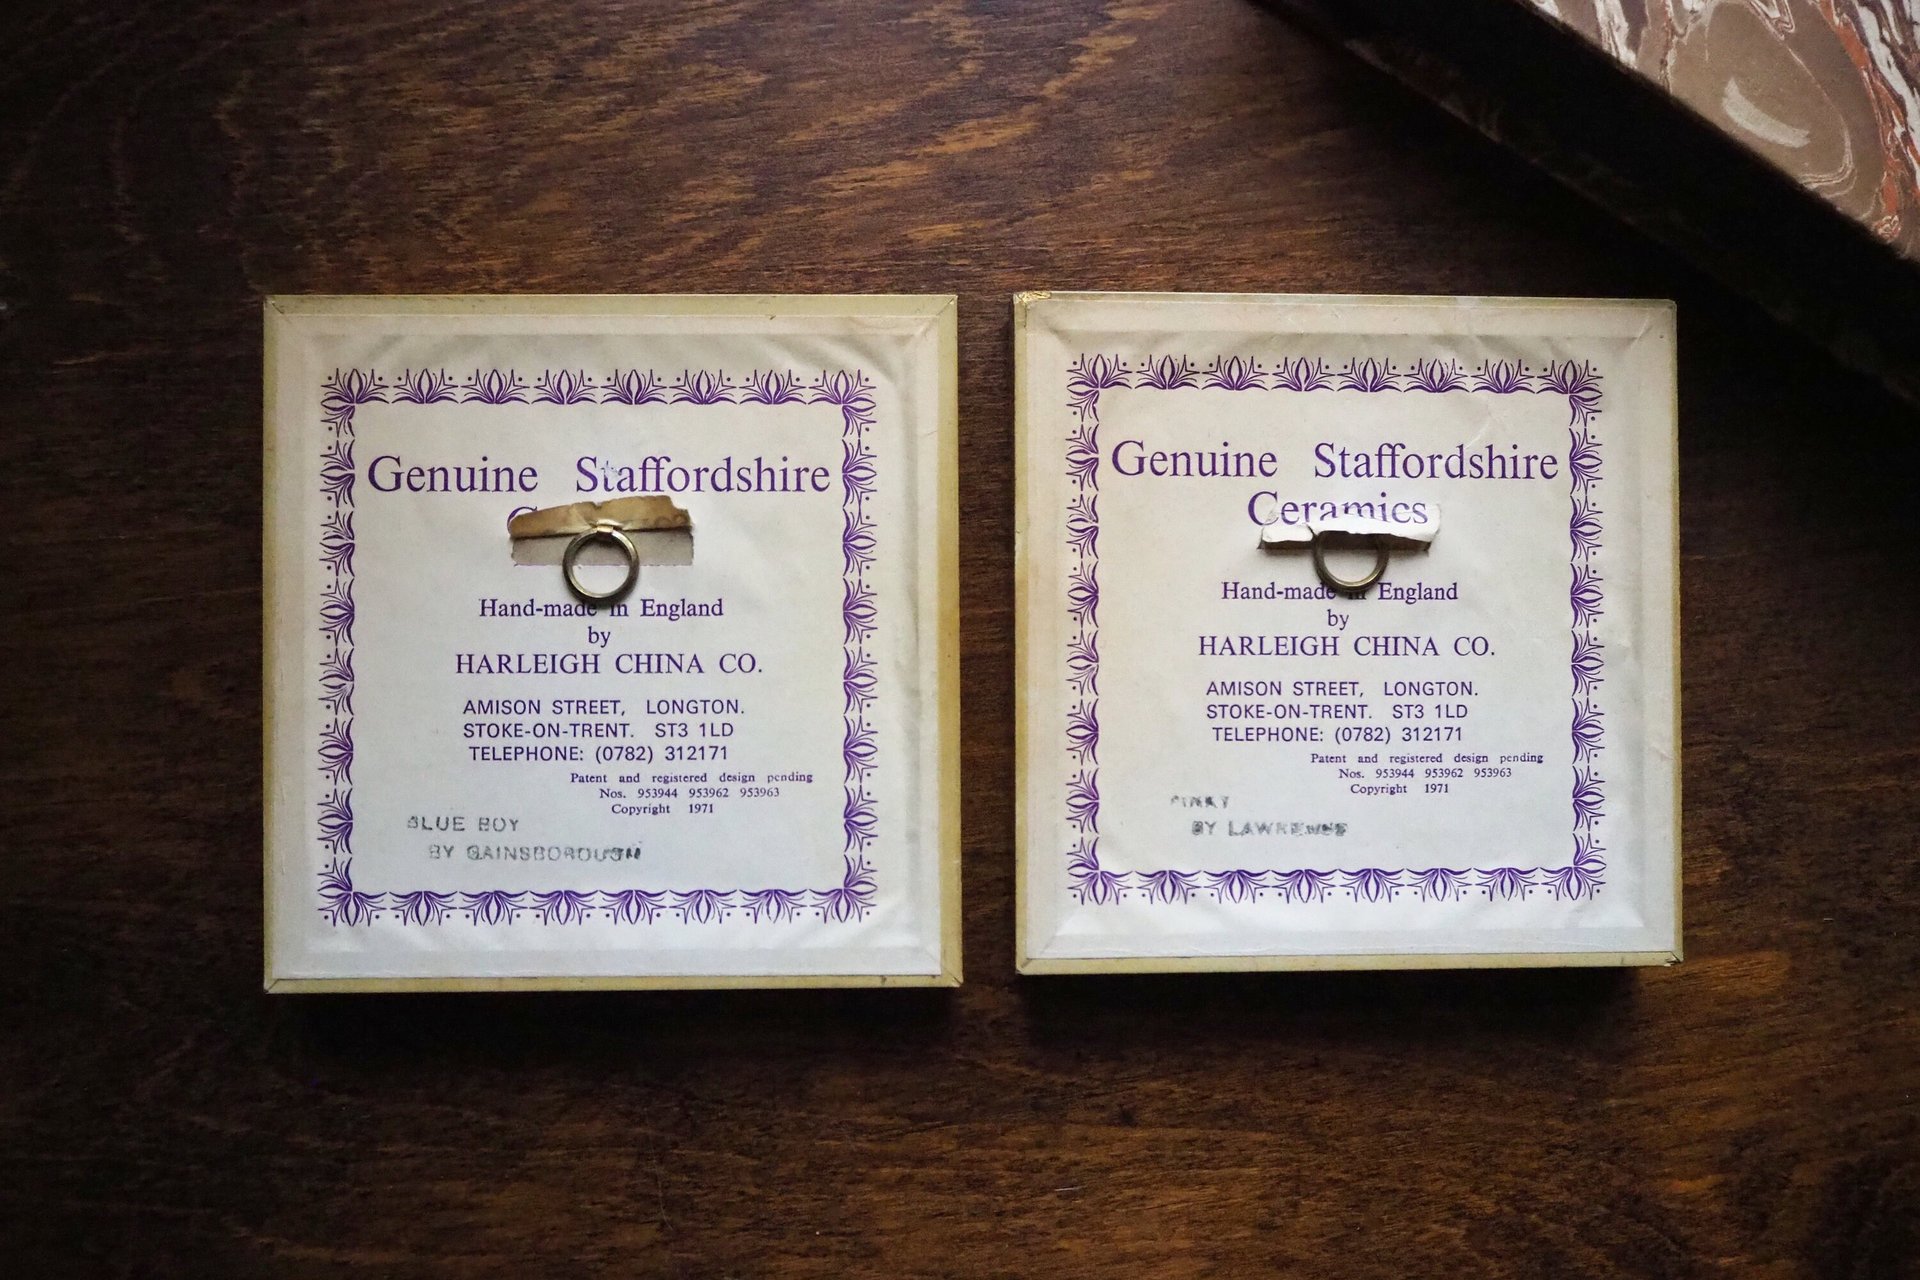 Genuine Staffordshire
Hand-made in England
by
HARLEIGH CHINA CO.
AMISON STREET, LONGTON.
STOKE-ON-TRENT. ST3 1LD
TELEPHONE: (0782) 312171
Patent and registered design pending
Nos. 953944 953962 953963
Copyright 1971
BLUE BOY
BY GAINSBOROUGH
Genuine Staffordshire
Ceramics
Hand-made in England
by
HARLEIGH CHINA CO.
AMISON STREET, LONGTON.
STOKE-ON-TRENT. ST3 1LD
TELEPHONE: (0782) 312171
Patent and registered design pending
Nos. 953944 953962 953963
Copyright 1971
PINKY
BY LAWRENCE